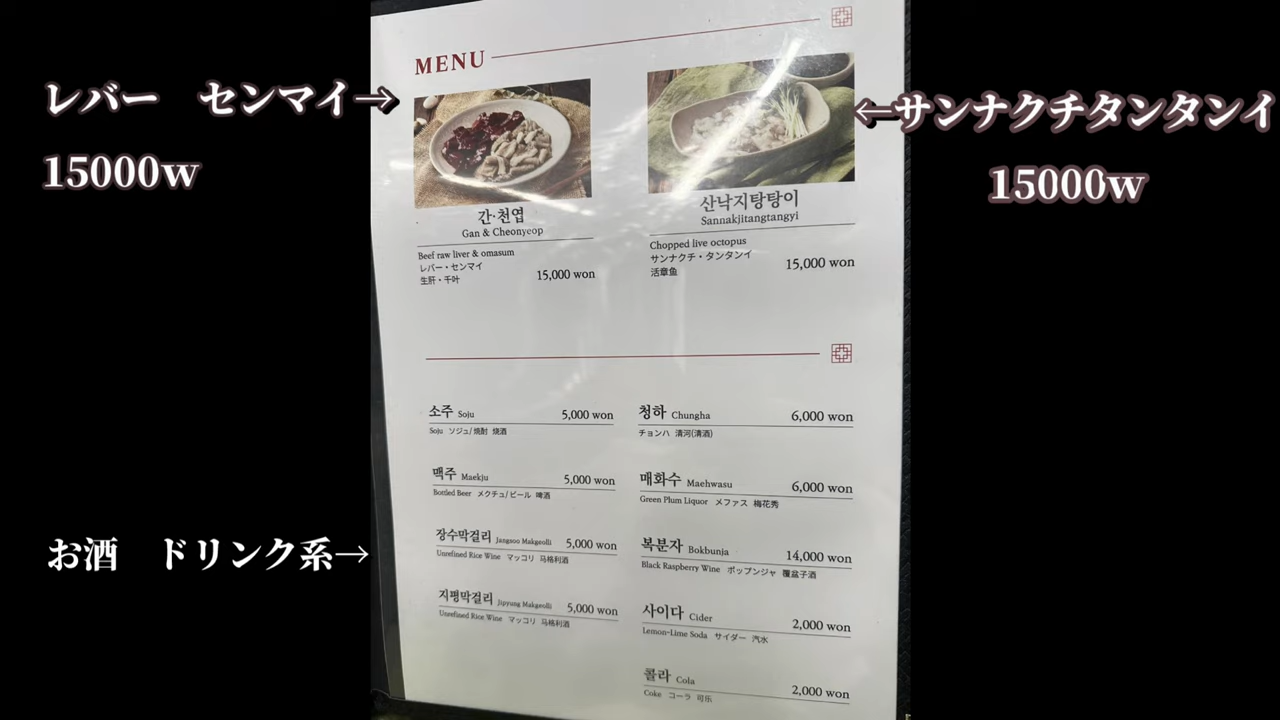 レバー　センマイ→
15000w
←サンナクチタンタンイ
15000w
お酒　ドリンク系→
MENU
간·천엽
Gan & Cheonyeop
Beef raw liver & omasum
レバー・センマイ
生肝・千叶
15,000 won
산낙지탕탕이
Sannakjitangtangyi
Chopped live octopus
サンナクチ・タンタンイ
活章鱼
15,000 won
소주 Soju 5,000 won
Soju ソジュ/焼酎 烧酒
맥주 Maekju 5,000 won
Bottled Beer メクチュ/ビール 啤酒
장수막걸리 Jangsoo Makgeolli 5,000 won
Unrefined Rice Wine マッコリ 马格利酒
지평막걸리 Jipyung Makgeolli 5,000 won
Unrefined Rice Wine マッコリ 马格利酒
청하 Chungha 6,000 won
チョンハ 清河(清酒)
매화수 Maehwasu 6,000 won
Green Plum Liquor メファス 梅花秀
복분자 Bokbunja 14,000 won
Black Raspberry Wine ポップンジャ 覆盆子酒
사이다 Cider 2,000 won
Lemon-Lime Soda サイダー 汽水
콜라 Cola 2,000 won
Coke コーラ 可乐